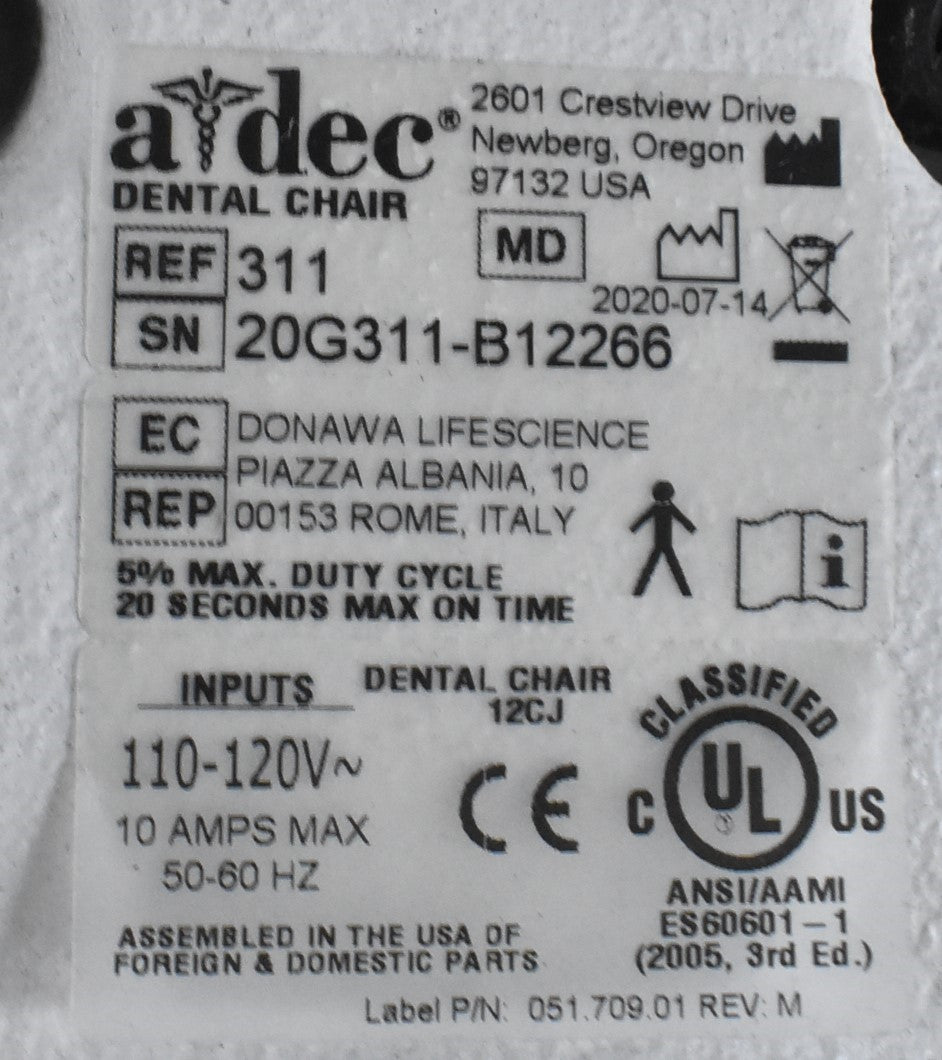 a dec®
DENTAL CHAIR
2601 Crestview Drive
Newberg, Oregon
97132 USA
REF 311
MD
2020-07-14
SN 20G311-B12266
EC REP
DONAWA LIFESCIENCE
PIAZZA ALBANIA, 10
00153 ROME, ITALY
i
5% MAX. DUTY CYCLE
20 SECONDS MAX ON TIME
INPUTS
110-120V~
10 AMPS MAX
50-60 HZ
DENTAL CHAIR
12CJ
CE
CLASSIFIED
C UL US
ANSI/AAMI
ES60601-1
(2005, 3rd Ed.)
ASSEMBLED IN THE USA OF
FOREIGN & DOMESTIC PARTS
Label P/N: 051.709.01 REV: M